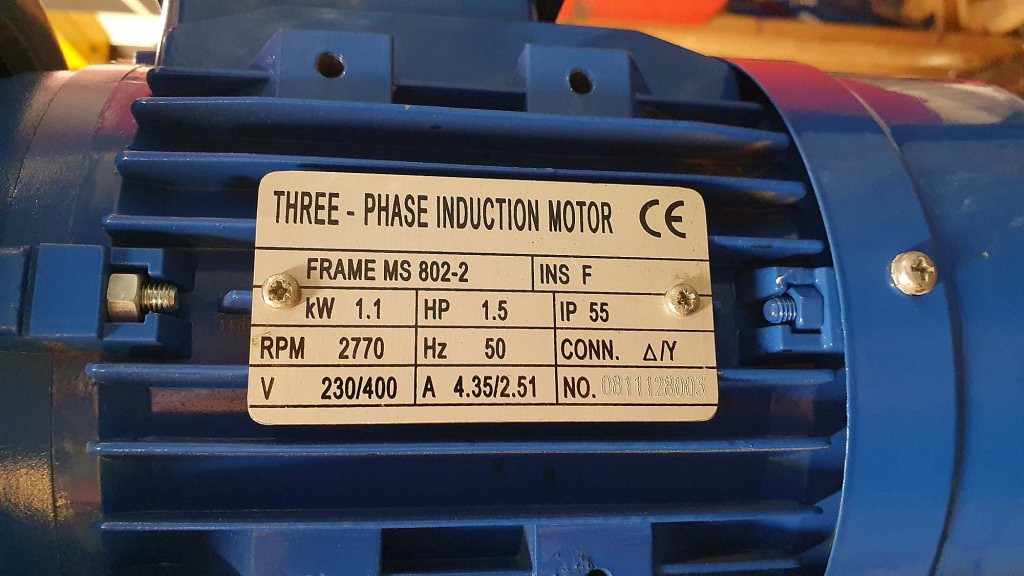 THREE - PHASE INDUCTION MOTOR CE
FRAME MS 802-2 INS F
kW 1.1 HP 1.5 IP 55
RPM 2770 Hz 50 CONN. △/Y
V 230/400 A 4.35/2.51 NO. 0811128005